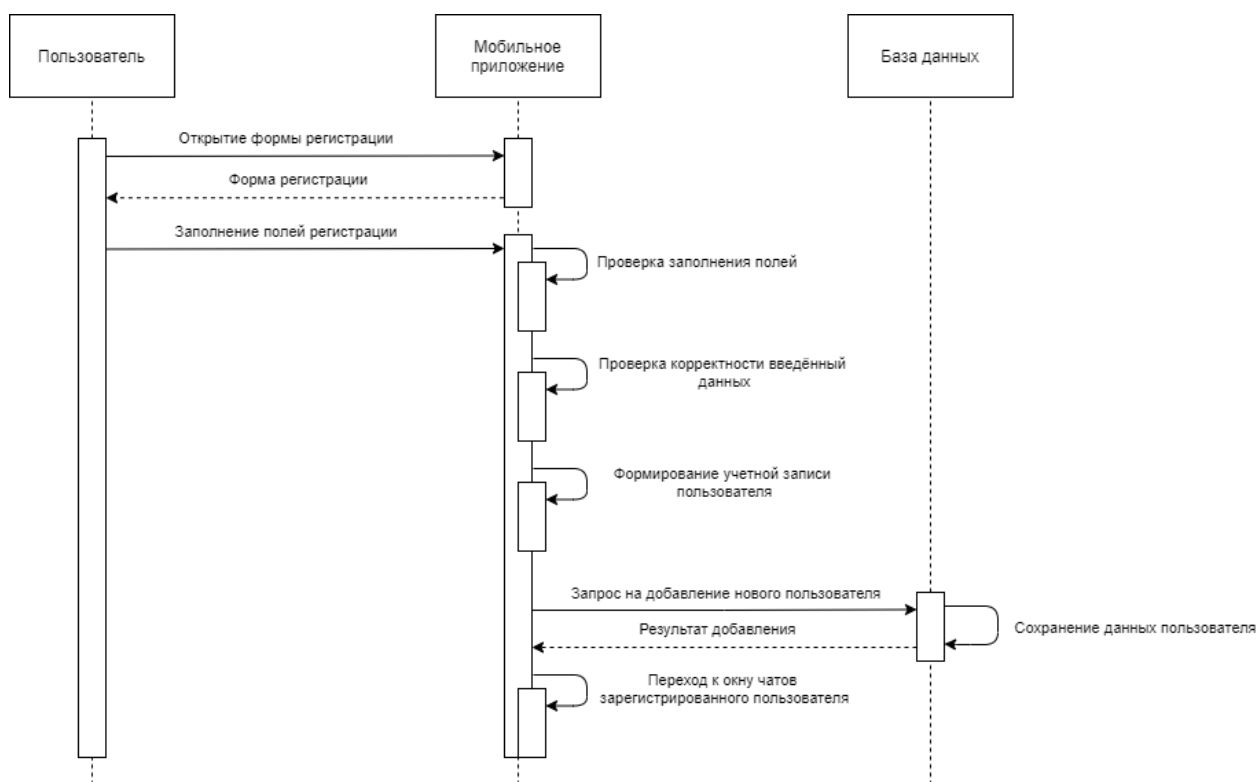 Пользователь
Мобильное
приложение
База данных
Открытие формы регистрации
Форма регистрации
Заполнение полей регистрации
Проверка заполнения полей
Проверка корректности введённый
данных
Формирование учетной записи
пользователя
Запрос на добавление нового пользователя
Результат добавления
Сохранение данных пользователя
Переход к окну чатов
зарегистрированного пользователя